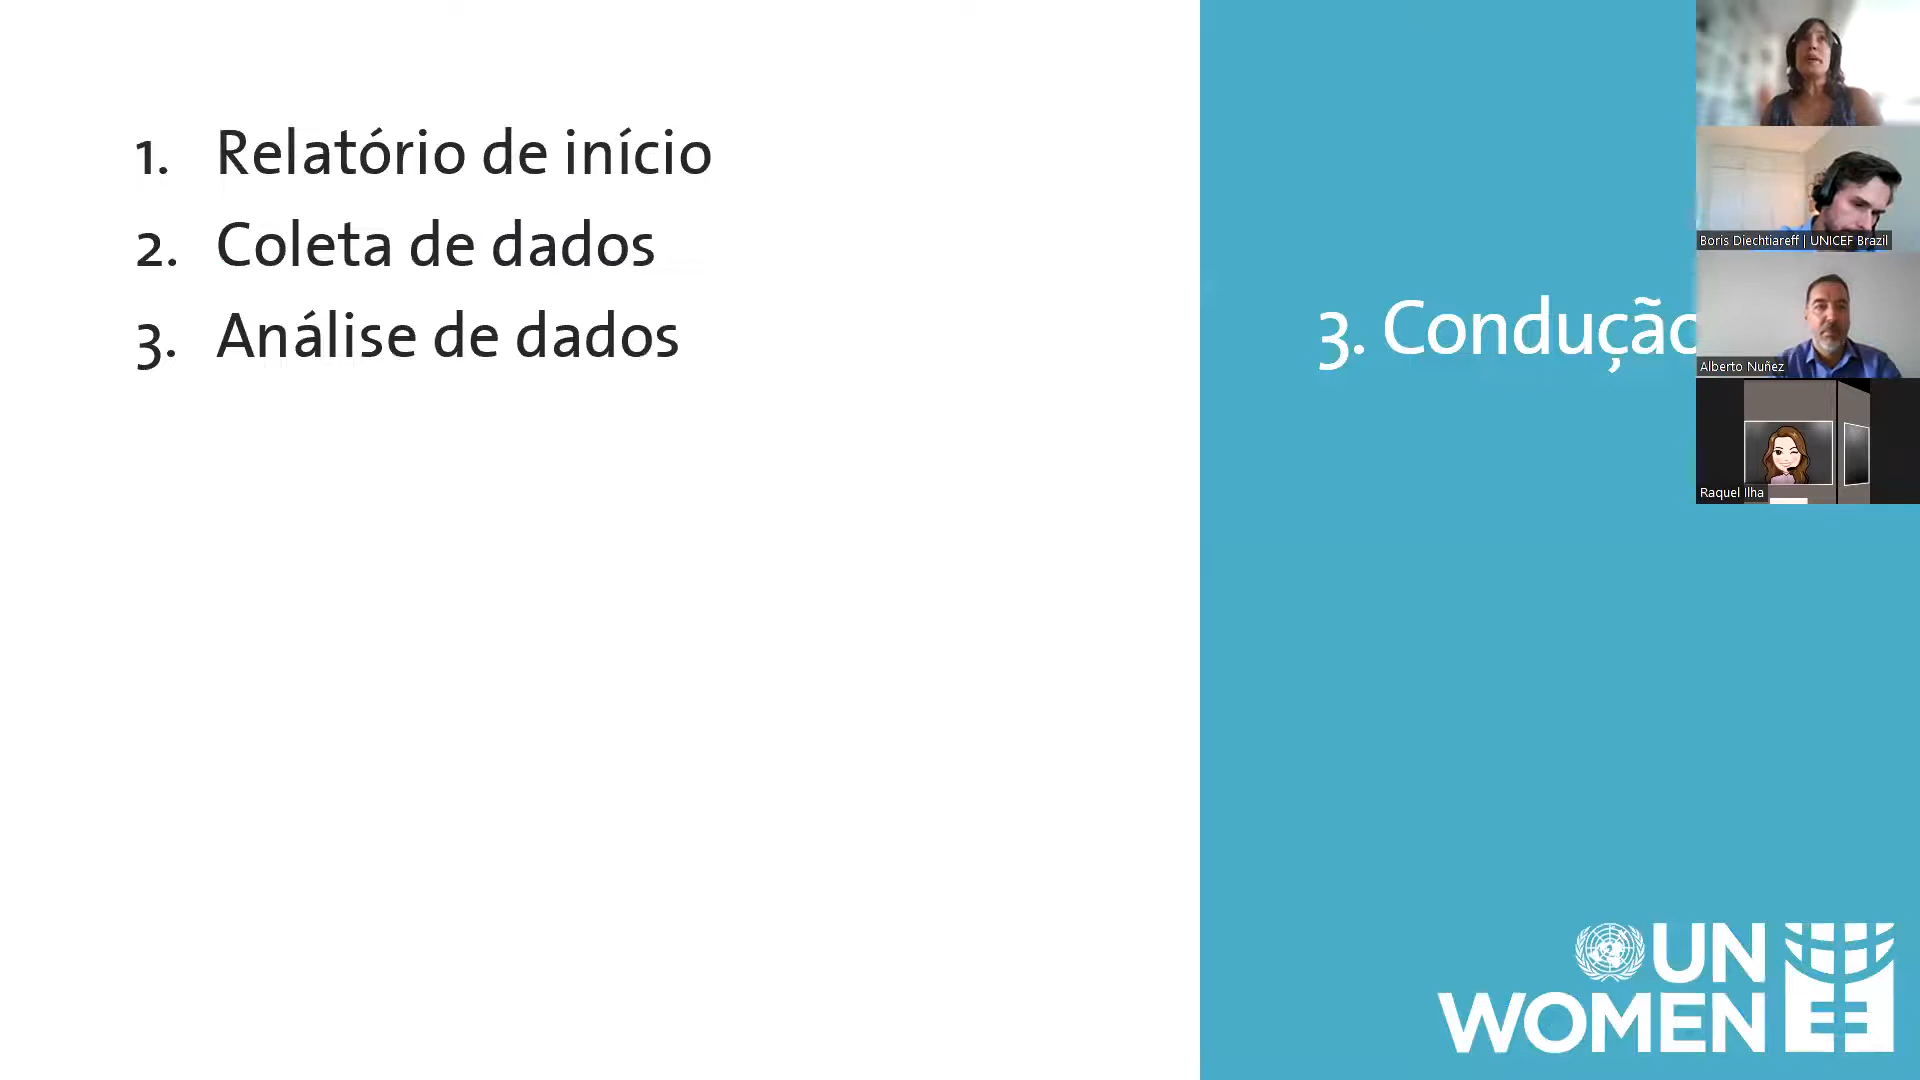 1. Relatório de início
2. Coleta de dados
3. Análise de dados
3. Condução
Boris Diechtiareff | UNICEF Brazil
Alberto Nuñez
Raquel Ilha
UN
WOMEN